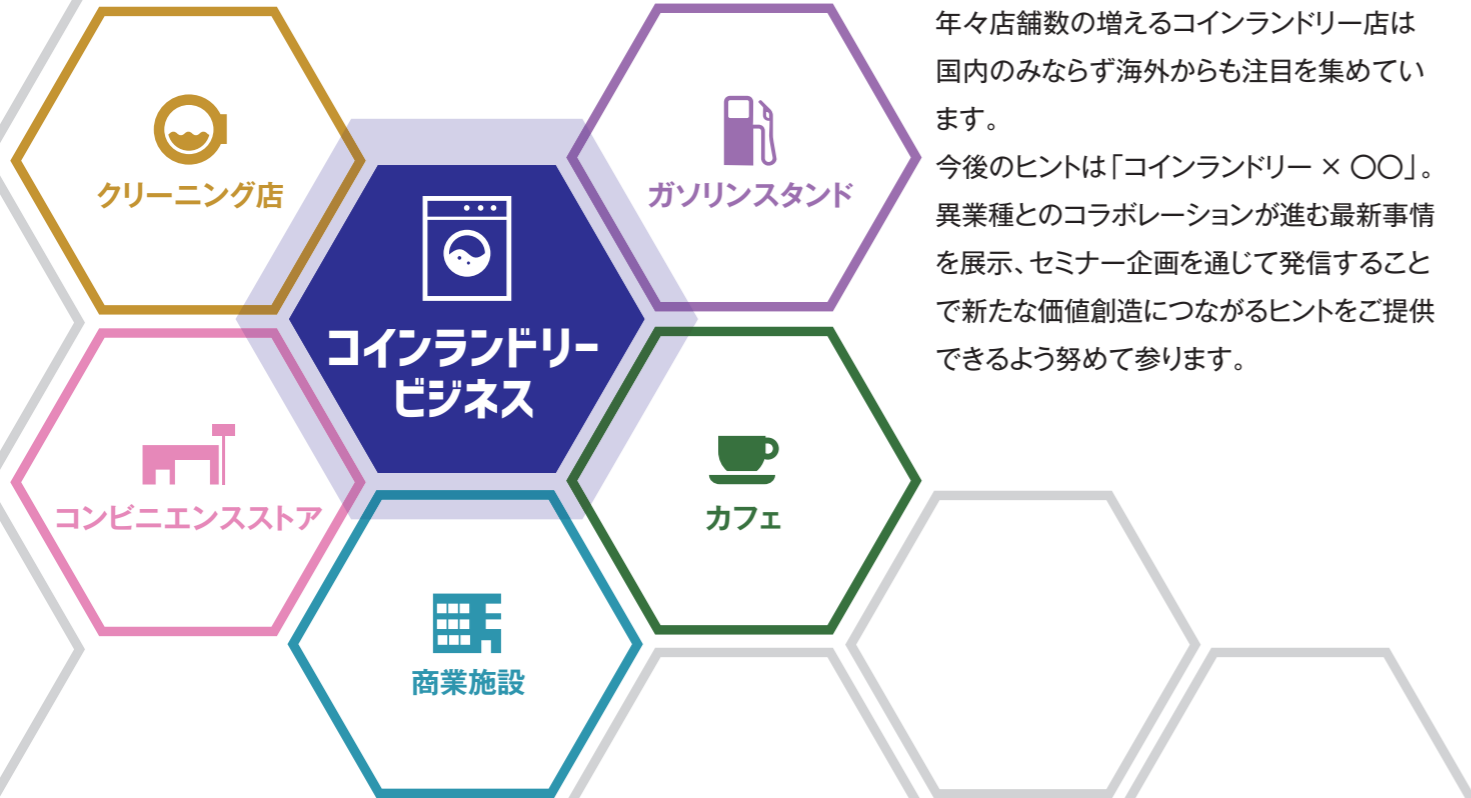 クリーニング店
ガソリンスタンド
コインランドリー
ビジネス
コンビニエンスストア
カフェ
商業施設
年々店舗数の増えるコインランドリー店は
国内のみならず海外からも注目を集めてい
ます。
今後のヒントは「コインランドリー × 〇〇」。
異業種とのコラボレーションが進む最新事情
を展示、セミナー企画を通じて発信すること
で新たな価値創造につながるヒントをご提供
できるよう努めて参ります。